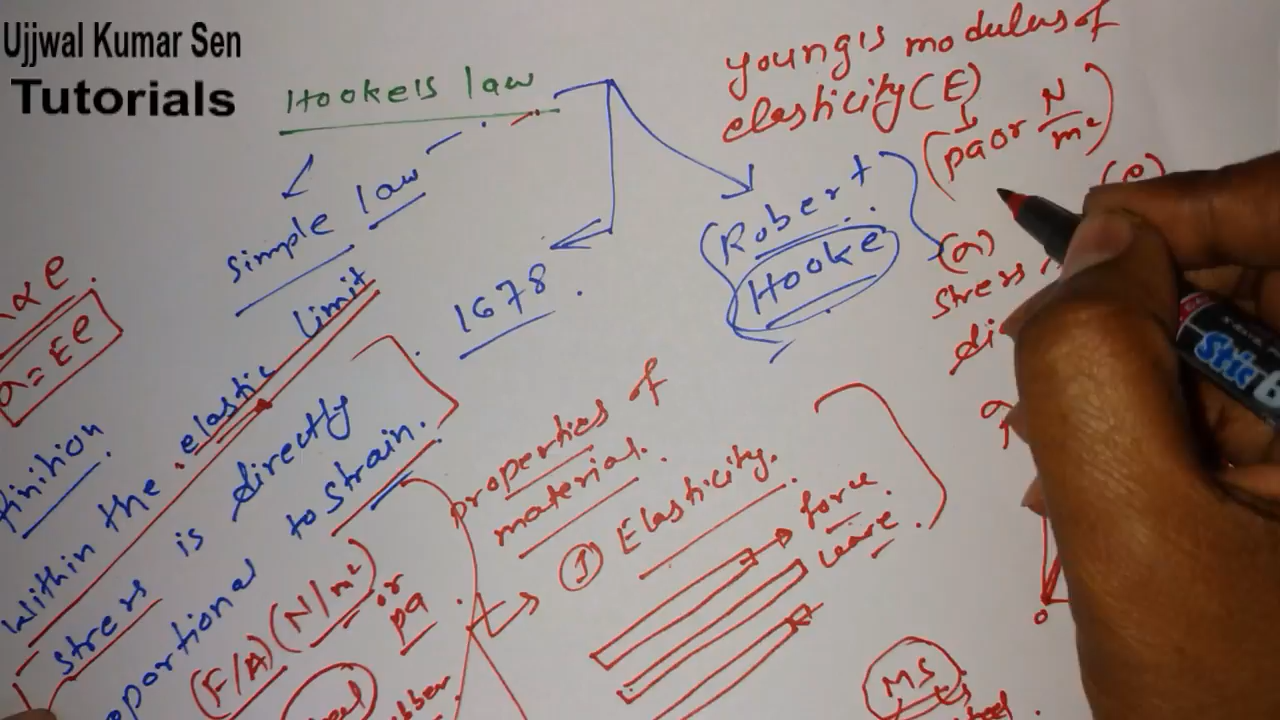 Ujjwal Kumar Sen
Tutorials
Hooke's law
Simple law
1678.
(Robert
Hooke
Young's modulus of
elasticity (E)
(pa or N/m²)
(e)
(σ)
stress
σ ∝ e.
σ = Ee
within the elastic limit
stress is directly
proportional to strain.
(F/A) (N/m²)
or
pa
properties of
material.
① Elasticity.
force
leave.
MS
0